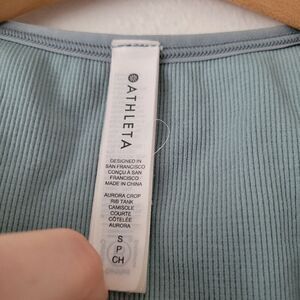 ATHLETA
DESIGNED IN
SAN FRANCISCO
CONÇU À SAN
FRANCISCO
MADE IN CHINA
AURORA CROP
RIB TANK
CAMISOLE
COURTE
CÔTELÉE
AURORA
S
P
CH